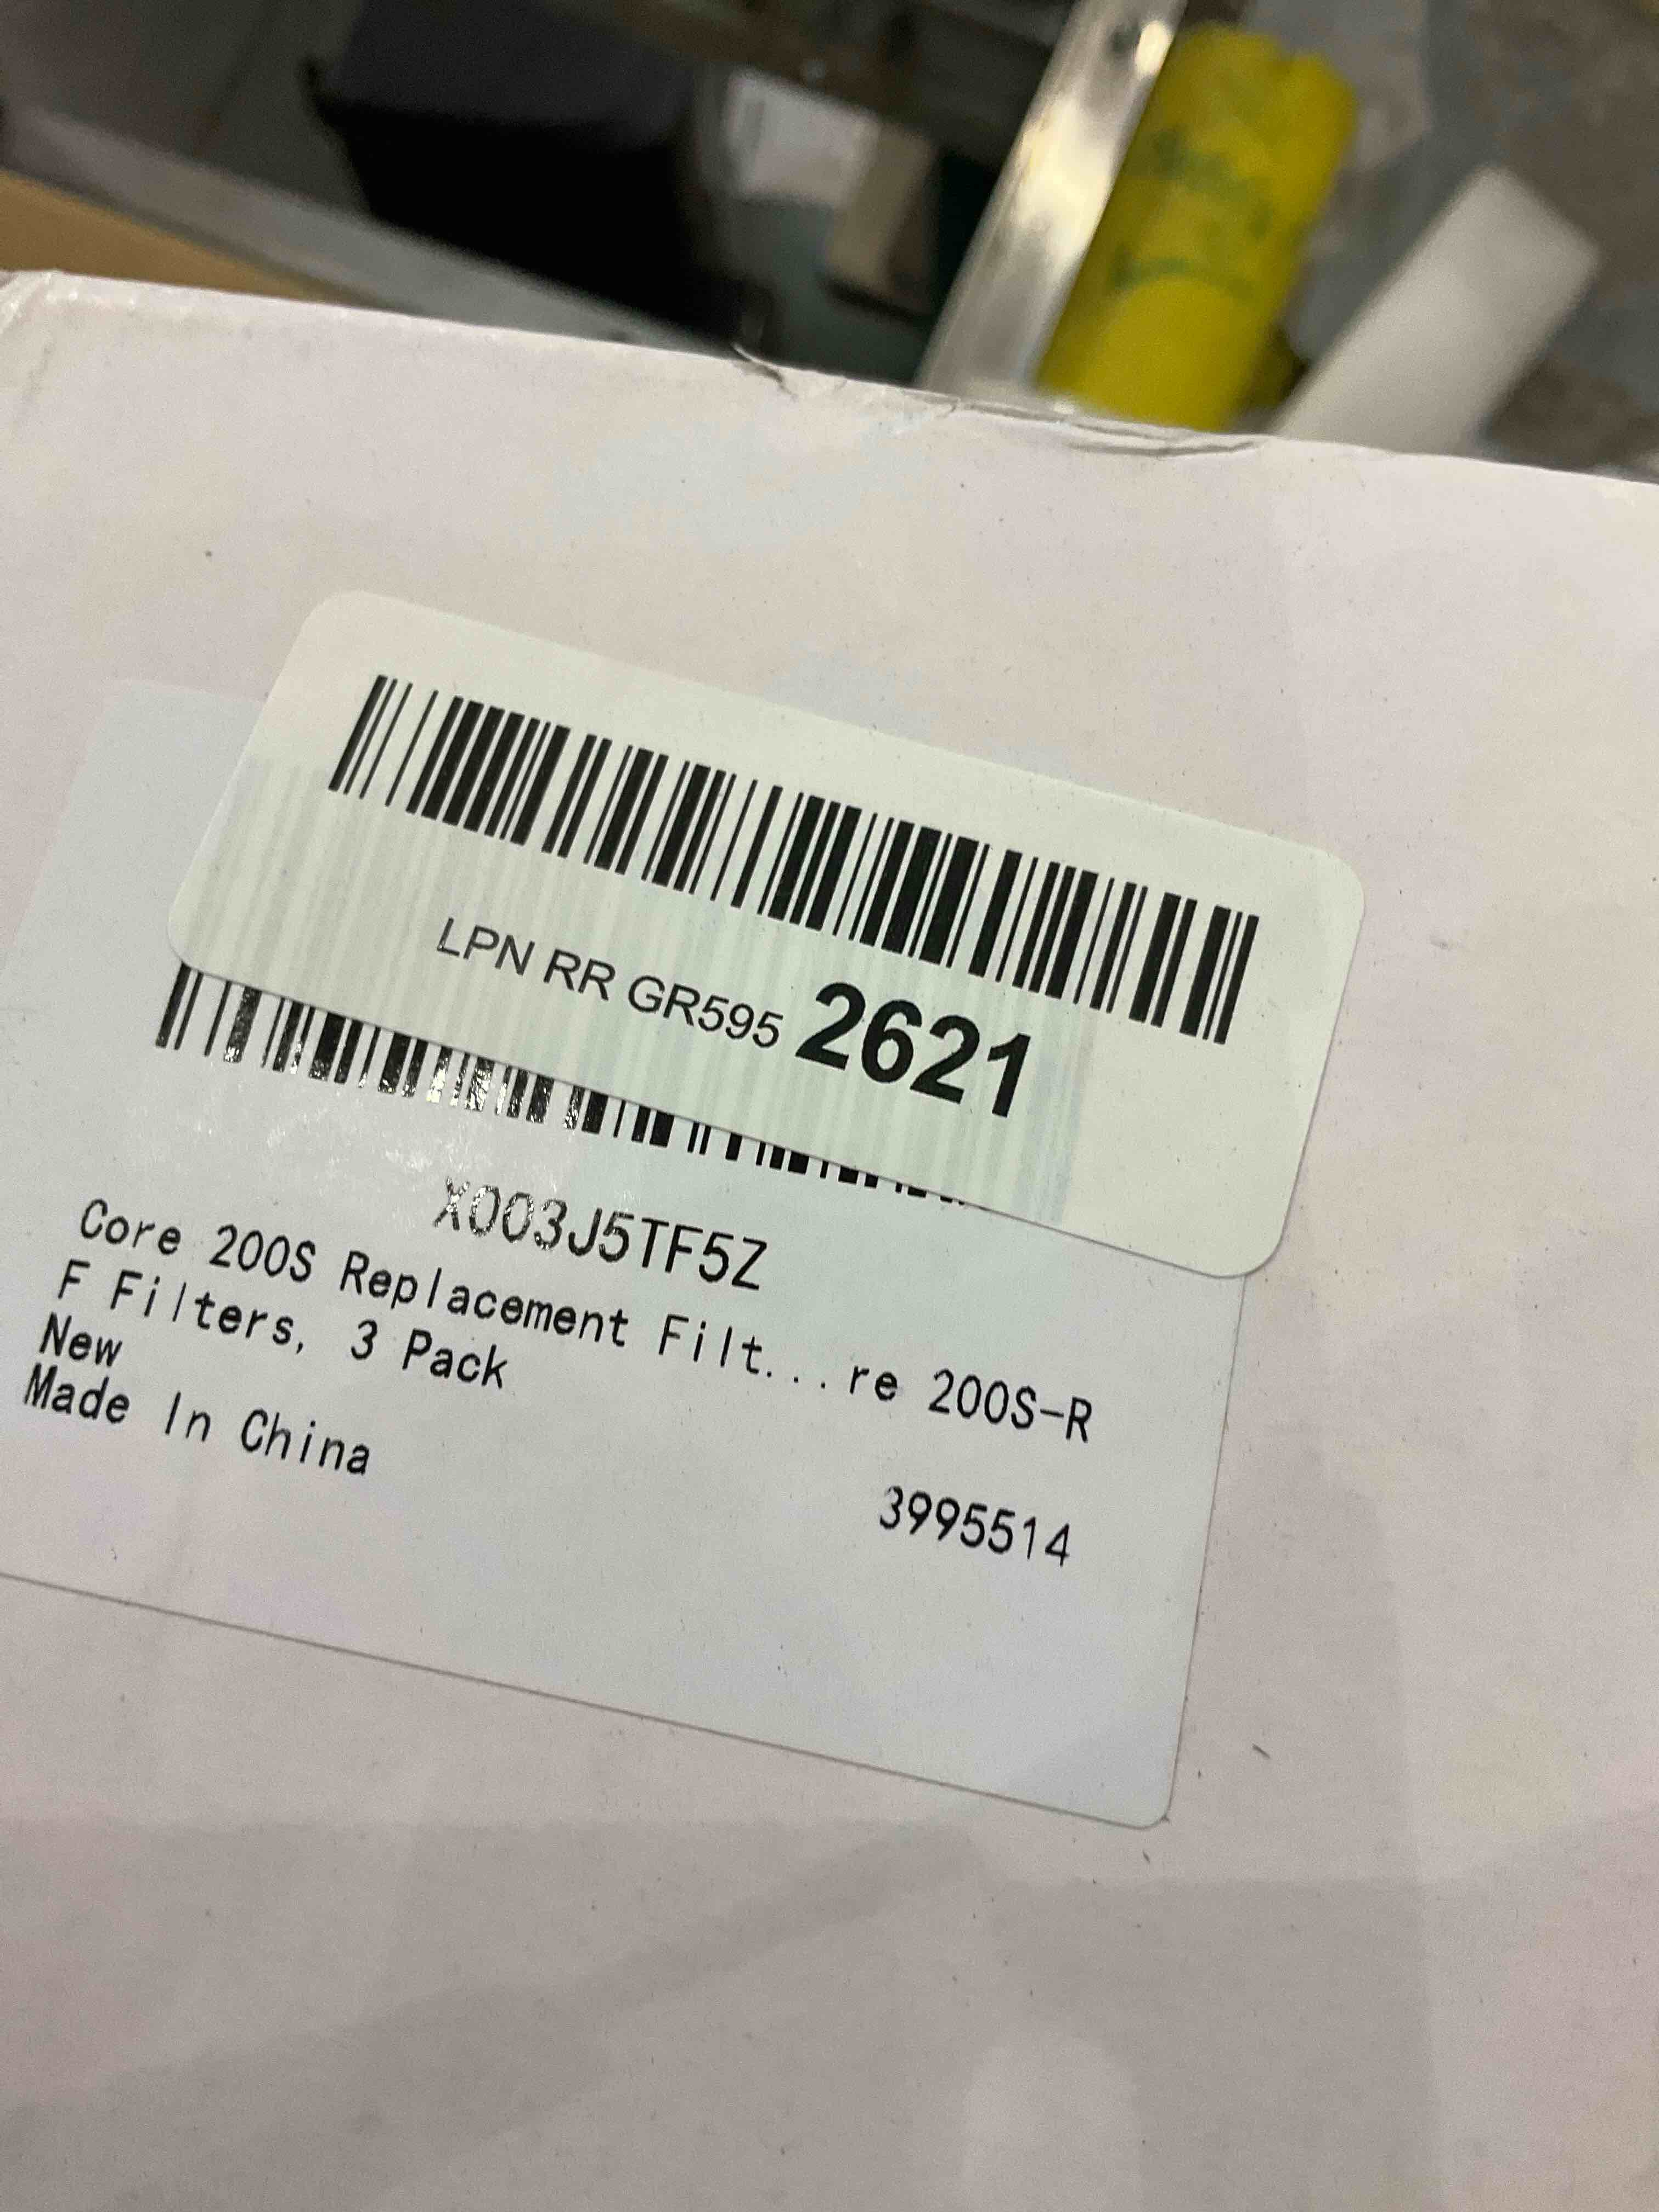 LPN RR GR595 2621
X003J5TF5Z
Core 200S Replacement Filt...re 200S-R
F Filters, 3 Pack
New
Made In China
3995514